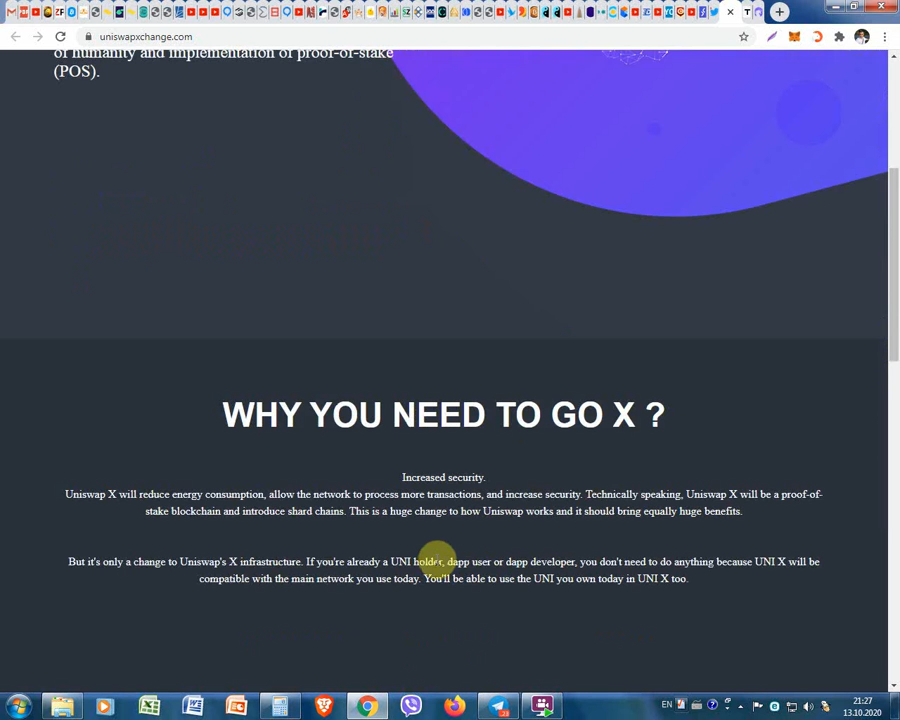 uniswapxchange.com
of humanity and implementation of proof-of-stake
(POS).
WHY YOU NEED TO GO X ?
Increased security.
Uniswap X will reduce energy consumption, allow the network to process more transactions, and increase security. Technically speaking, Uniswap X will be a proof-of-
stake blockchain and introduce shard chains. This is a huge change to how Uniswap works and it should bring equally huge benefits.
But it's only a change to Uniswap's X infrastructure. If you're already a UNI holder, dapp user or dapp developer, you don't need to do anything because UNI X will be
compatible with the main network you use today. You'll be able to use the UNI you own today in UNI X too.
EN
21:27
13.10.2020